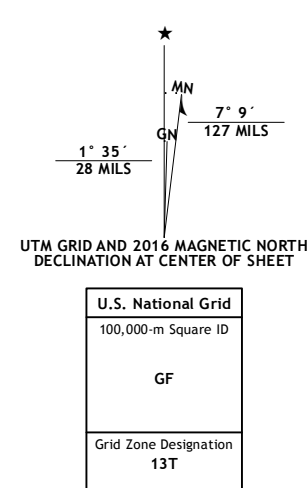 ★
MN
7° 9´
127 MILS
GN
1° 35´
28 MILS
UTM GRID AND 2016 MAGNETIC NORTH
DECLINATION AT CENTER OF SHEET
U.S. National Grid
100,000-m Square ID
GF
Grid Zone Designation
13T